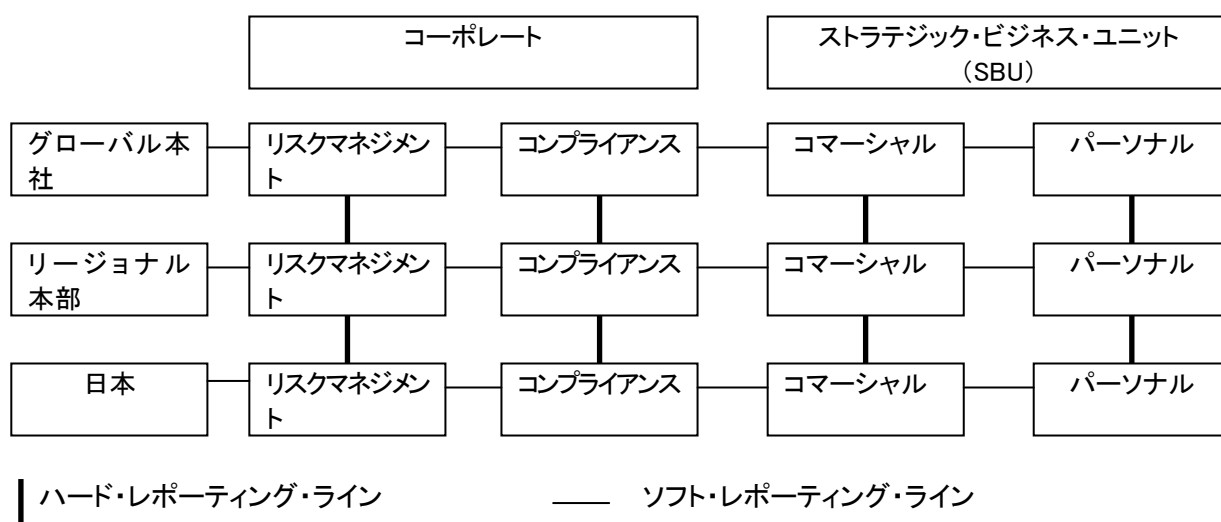 コーポレート
ストラテジック・ビジネス・ユニット
（SBU）
グローバル本
社
リスクマネジメン
ト
コンプライアンス
コマーシャル
パーソナル
リージョナル
本部
リスクマネジメン
ト
コンプライアンス
コマーシャル
パーソナル
日本
リスクマネジメン
ト
コンプライアンス
コマーシャル
パーソナル
ハード・レポーティング・ライン
ソフト・レポーティング・ライン